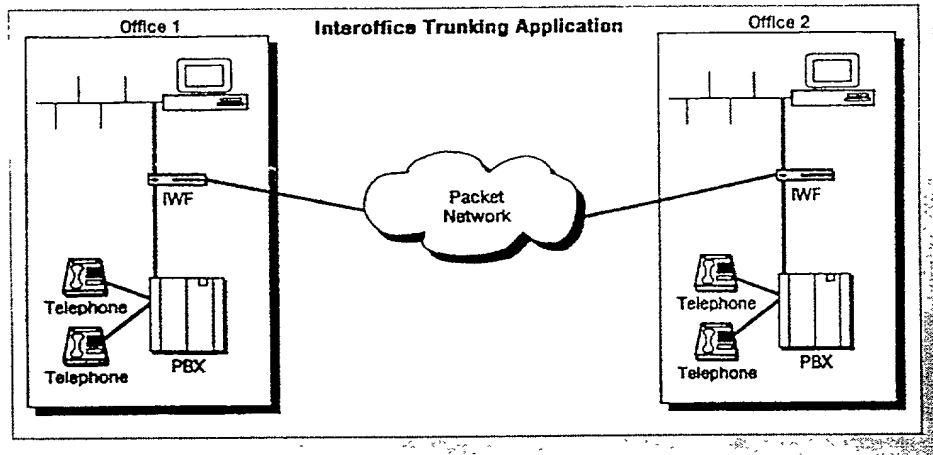 Office 1
Interoffice Trunking Application
Office 2
IWF
Packet
Network
IWF
Telephone
Telephone
PBX
Telephone
Telephone
PBX